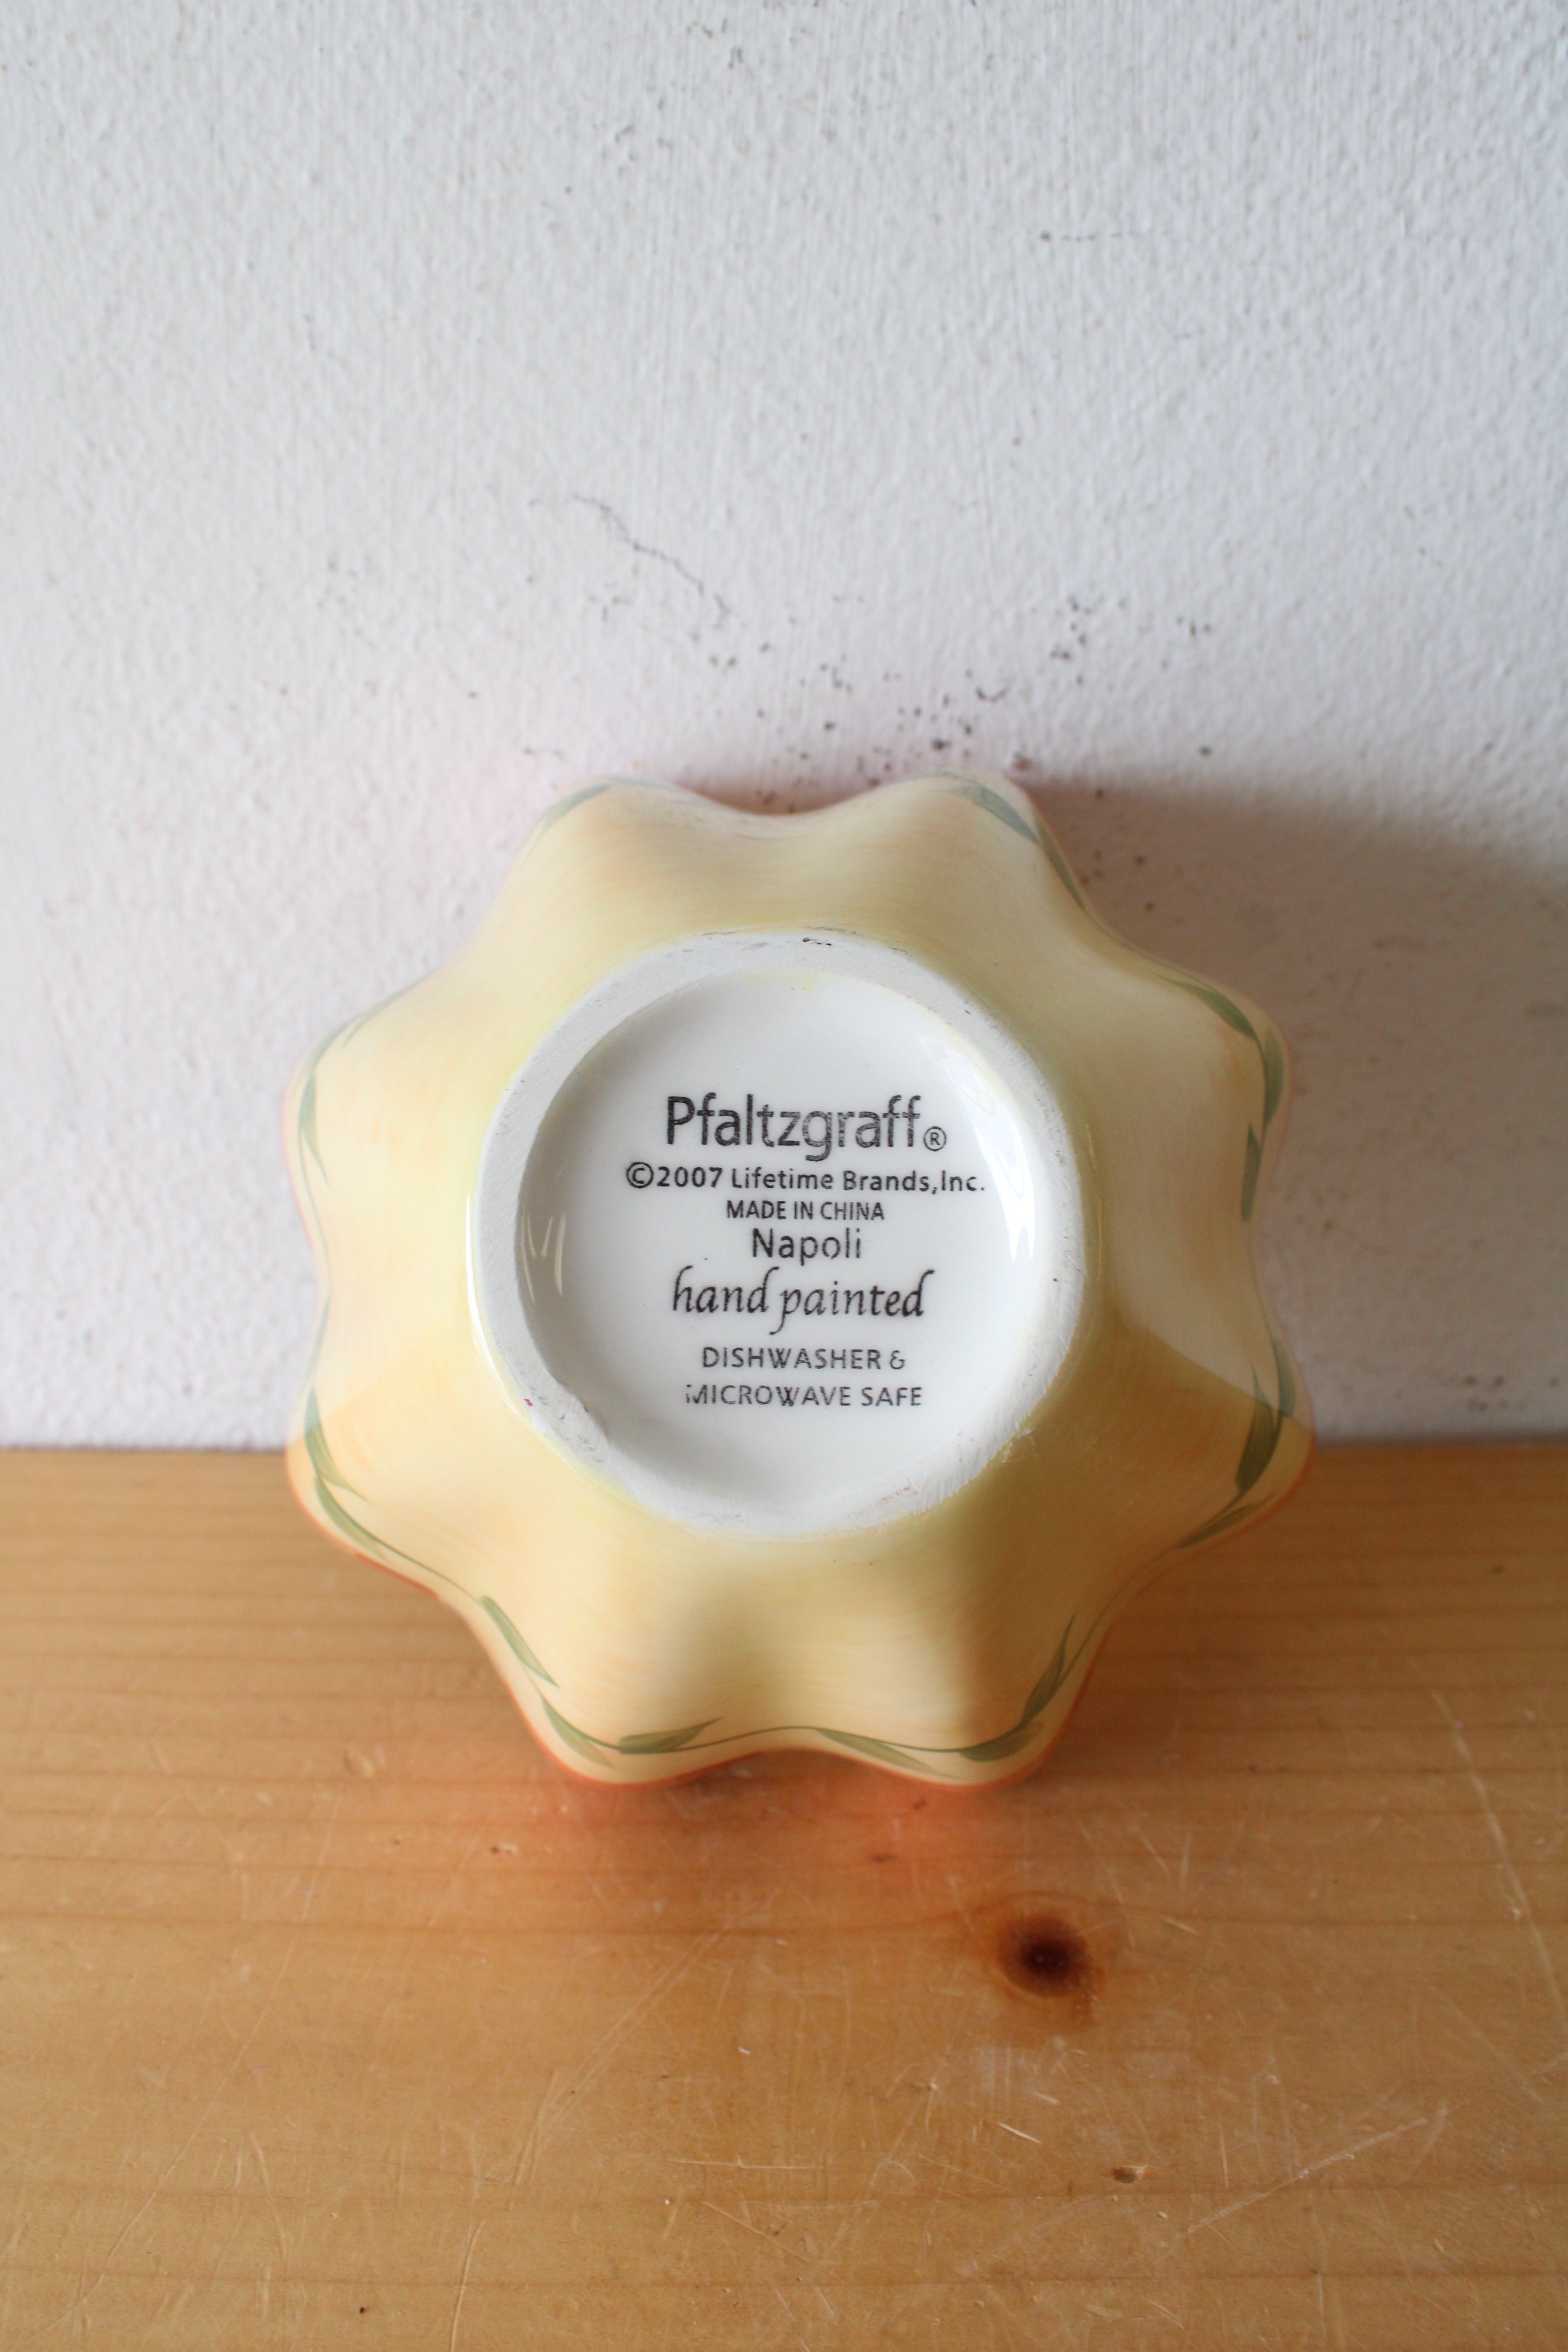 Pfaltzgraff®
©2007 Lifetime Brands,Inc.
MADE IN CHINA
Napoli
hand painted
DISHWASHER &
MICROWAVE SAFE